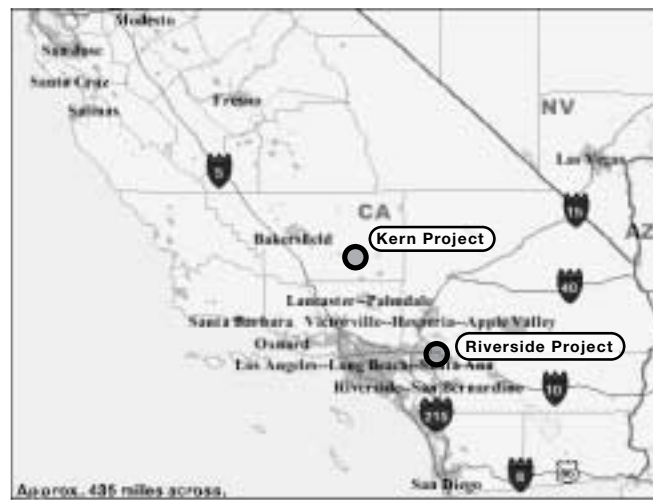 Modesto
San Jose
Santa Cruz
Fresno
Salinas
NV
Las Vegas
5
CA
15
AZ
Bakersfield
Kern Project
40
Lancaster--Palmdale
Santa Barbara Victorville--Hesperia--Apple Valley
Oxnard
Riverside Project
Los Angeles--Long Beach--Santa Ana
Riverside--San Bernardino
10
215
San Diego
8
95
Approx. 435 miles across.